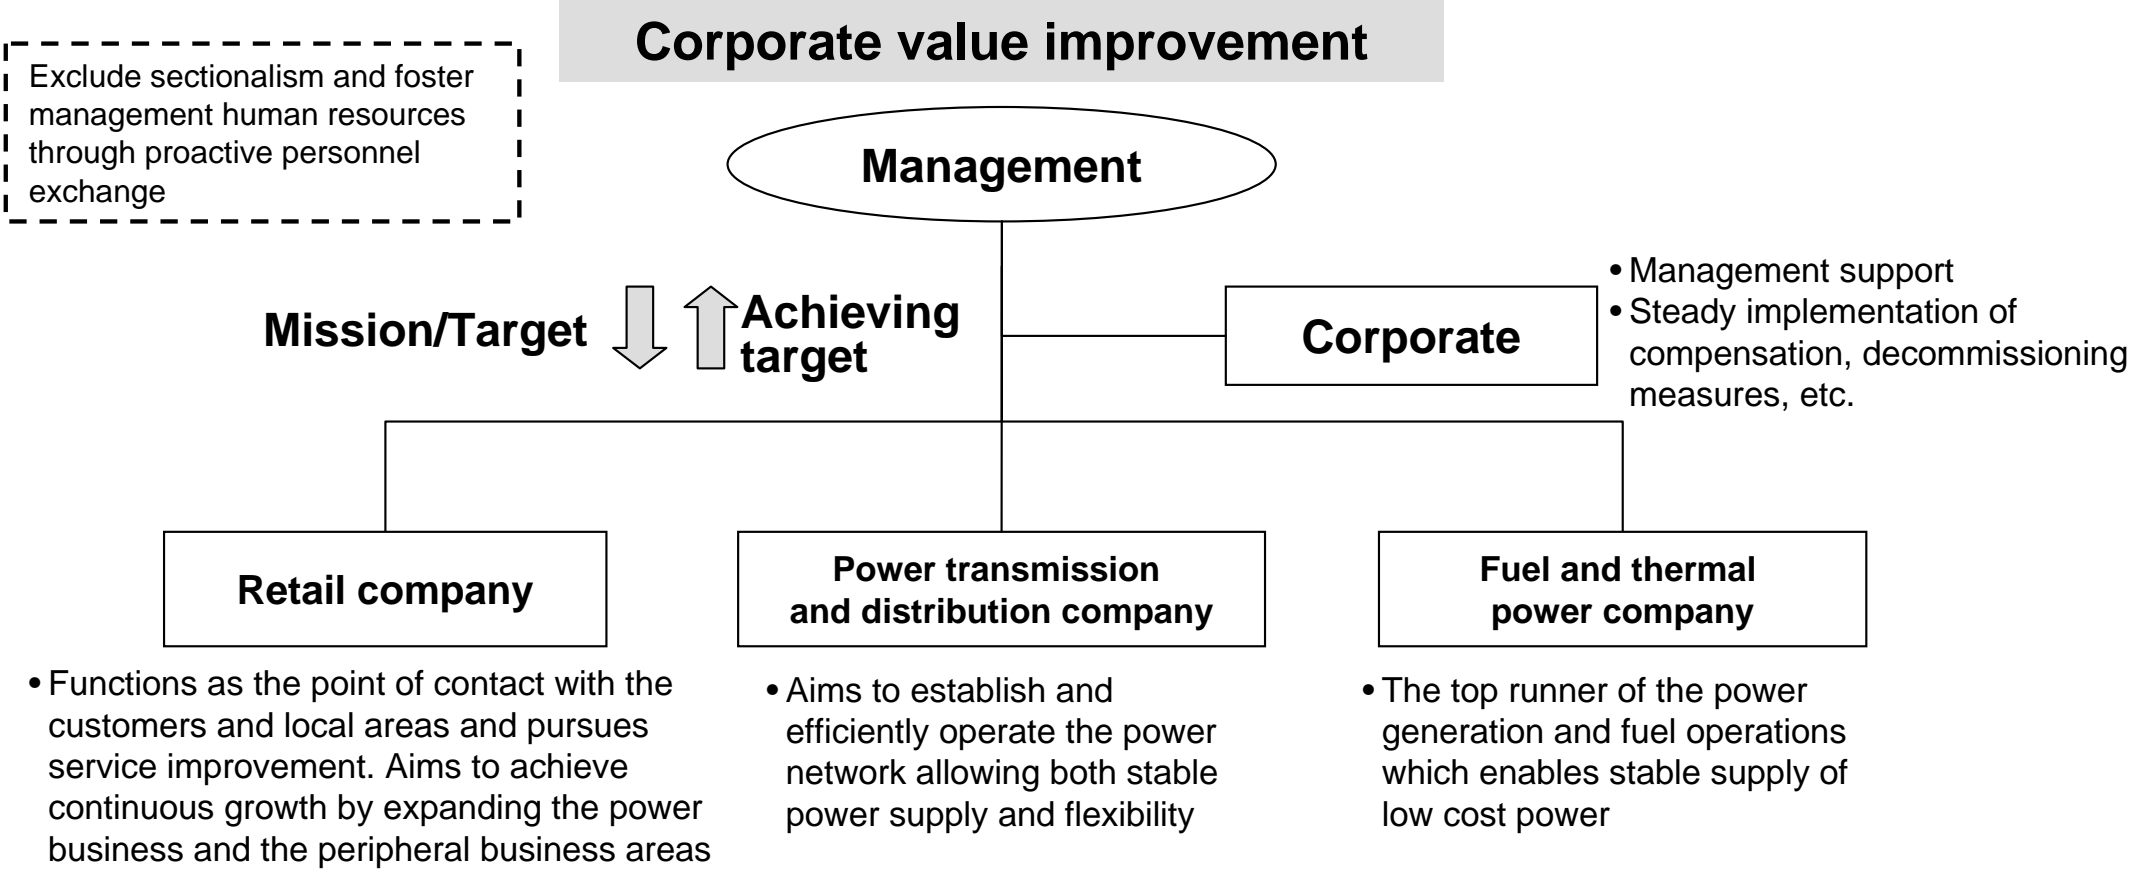 Corporate value improvement
Exclude sectionalism and foster
management human resources
through proactive personnel
exchange
Management
Mission/Target
Achieving
target
Corporate
• Management support
• Steady implementation of
compensation, decommissioning
measures, etc.
Retail company
• Functions as the point of contact with the
customers and local areas and pursues
service improvement. Aims to achieve
continuous growth by expanding the power
business and the peripheral business areas
Power transmission
and distribution company
• Aims to establish and
efficiently operate the power
network allowing both stable
power supply and flexibility
Fuel and thermal
power company
• The top runner of the power
generation and fuel operations
which enables stable supply of
low cost power